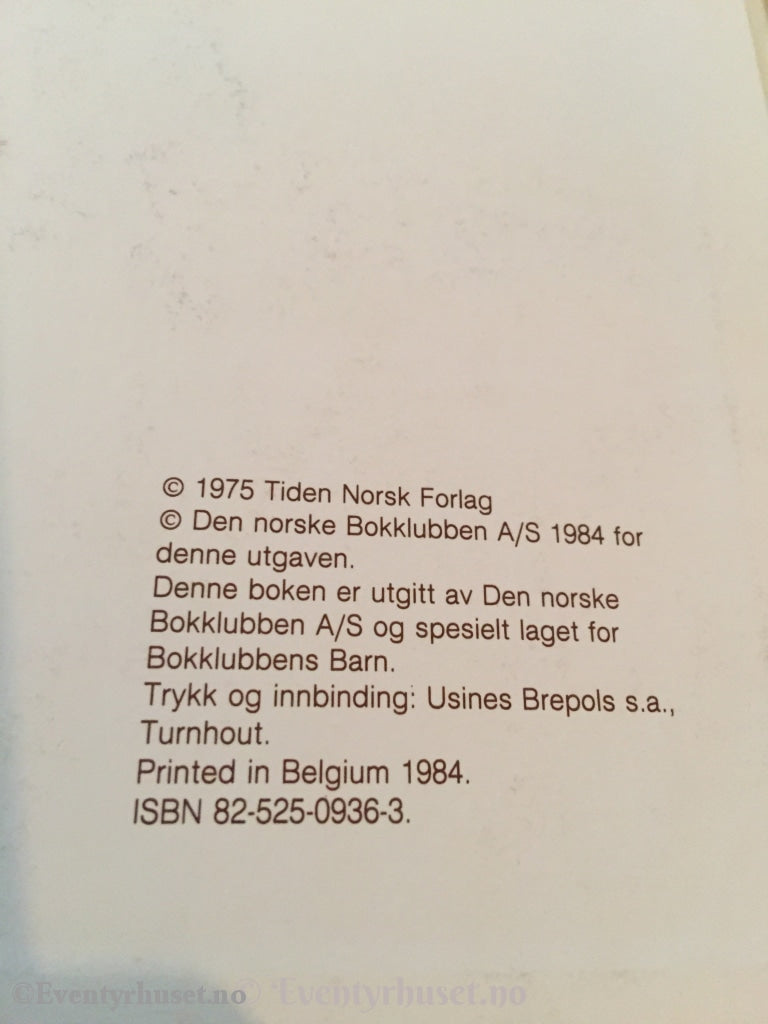 © 1975 Tiden Norsk Forlag
© Den norske Bokklubben A/S 1984 for
denne utgaven.
Denne boken er utgitt av Den norske
Bokklubben A/S og spesielt laget for
Bokklubbens Barn.
Trykk og innbinding: Usines Brepols s.a.,
Turnhout.
Printed in Belgium 1984.
ISBN 82-525-0936-3.
©Eventyrhuset.no © Eventyrhuset.no